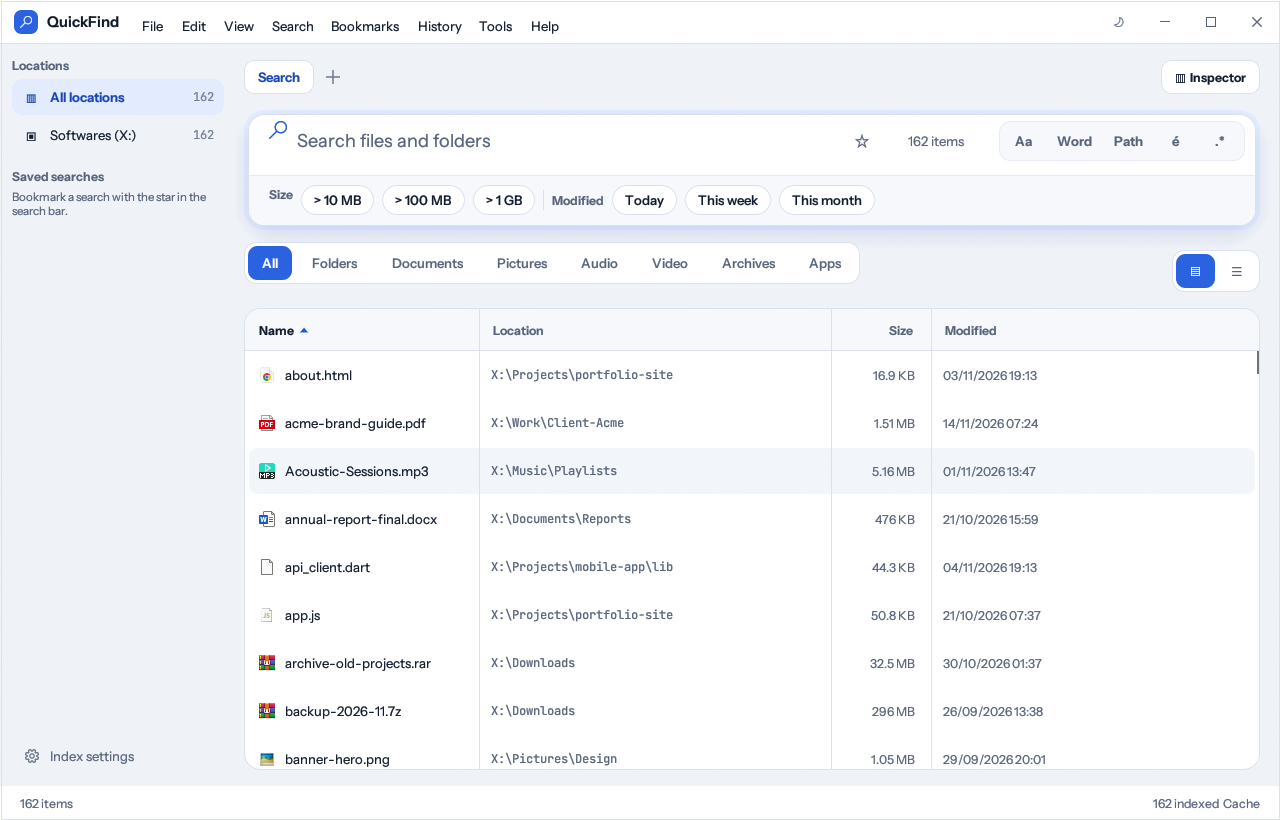 QuickFind File Edit View Search Bookmarks History Tools Help
Locations
All locations 162
Softwares (X:) 162
Saved searches
Bookmark a search with the star in the
search bar.
Index settings
Search
Inspector
Search files and folders 162 items Aa Word Path é .*
Size > 10 MB > 100 MB > 1 GB Modified Today This week This month
All Folders Documents Pictures Audio Video Archives Apps
Name Location Size Modified
about.html X:\Projects\portfolio-site 16.9 KB 03/11/2026 19:13
acme-brand-guide.pdf X:\Work\Client-Acme 1.51 MB 14/11/2026 07:24
Acoustic-Sessions.mp3 X:\Music\Playlists 5.16 MB 01/11/2026 13:47
annual-report-final.docx X:\Documents\Reports 476 KB 21/10/2026 15:59
api_client.dart X:\Projects\mobile-app\lib 44.3 KB 04/11/2026 19:13
app.js X:\Projects\portfolio-site 50.8 KB 21/10/2026 07:37
archive-old-projects.rar X:\Downloads 32.5 MB 30/10/2026 01:37
backup-2026-11.7z X:\Downloads 296 MB 26/09/2026 13:38
banner-hero.png X:\Pictures\Design 1.05 MB 29/09/2026 20:01
162 items 162 indexed Cache